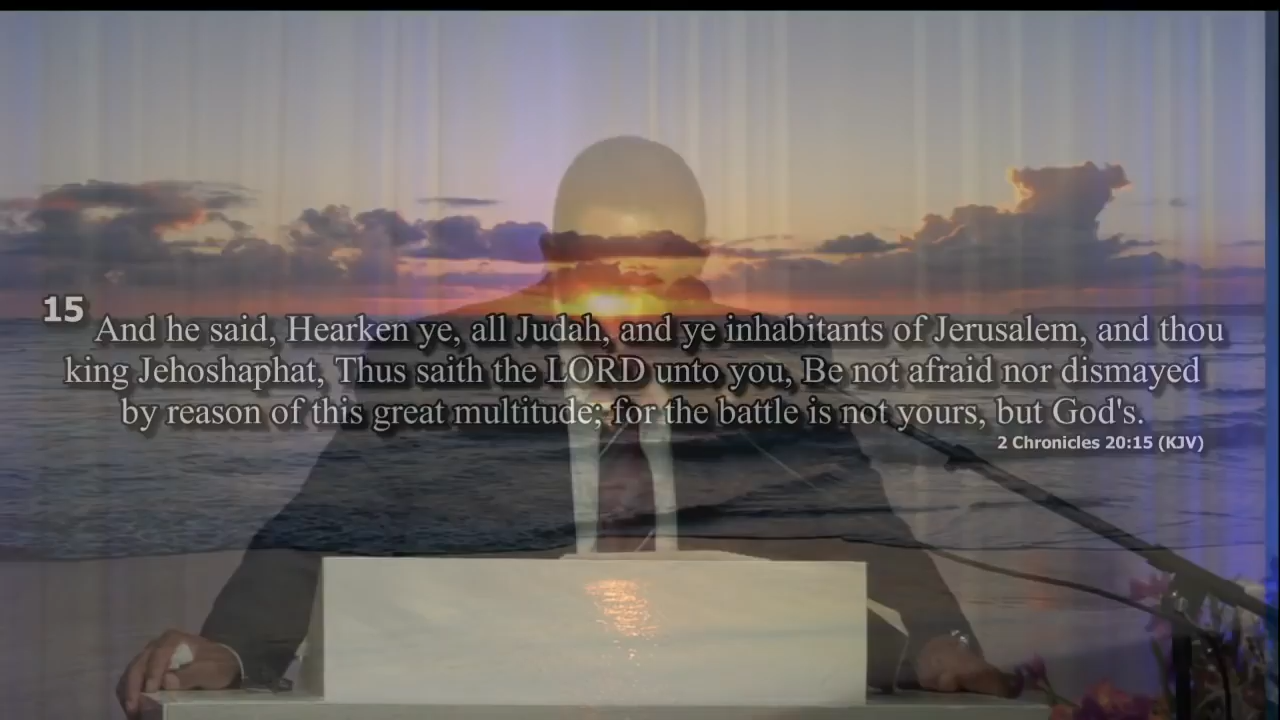 15
And he said, Hearken ye, all Judah, and ye inhabitants of Jerusalem, and thou
king Jehoshaphat, Thus saith the LORD unto you, Be not afraid nor dismayed
by reason of this great multitude; for the battle is not yours, but God's.
2 Chronicles 20:15 (KJV)